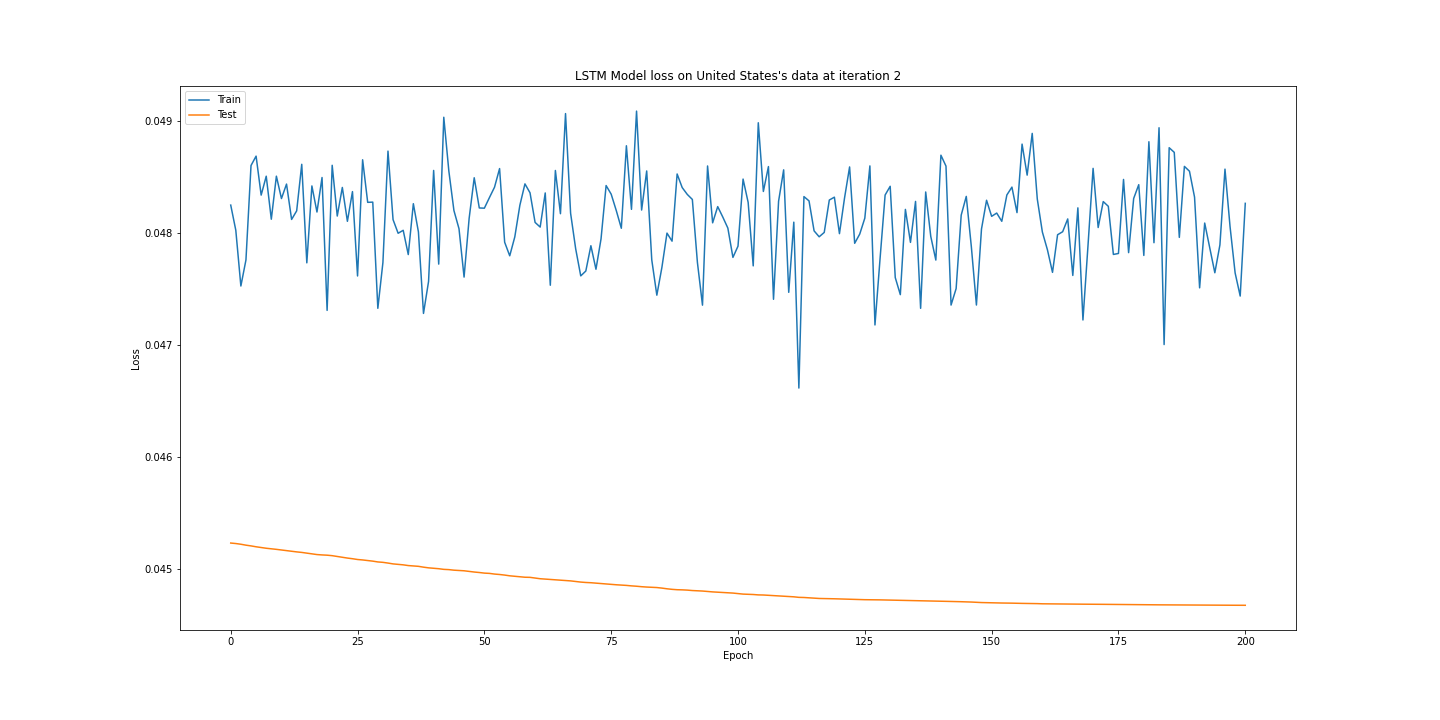 LSTM Model loss on United States's data at iteration 2
Train
Test
0.049
0.048
0.047
0.046
0.045
Loss
0 25 50 75 100 125 150 175 200
Epoch